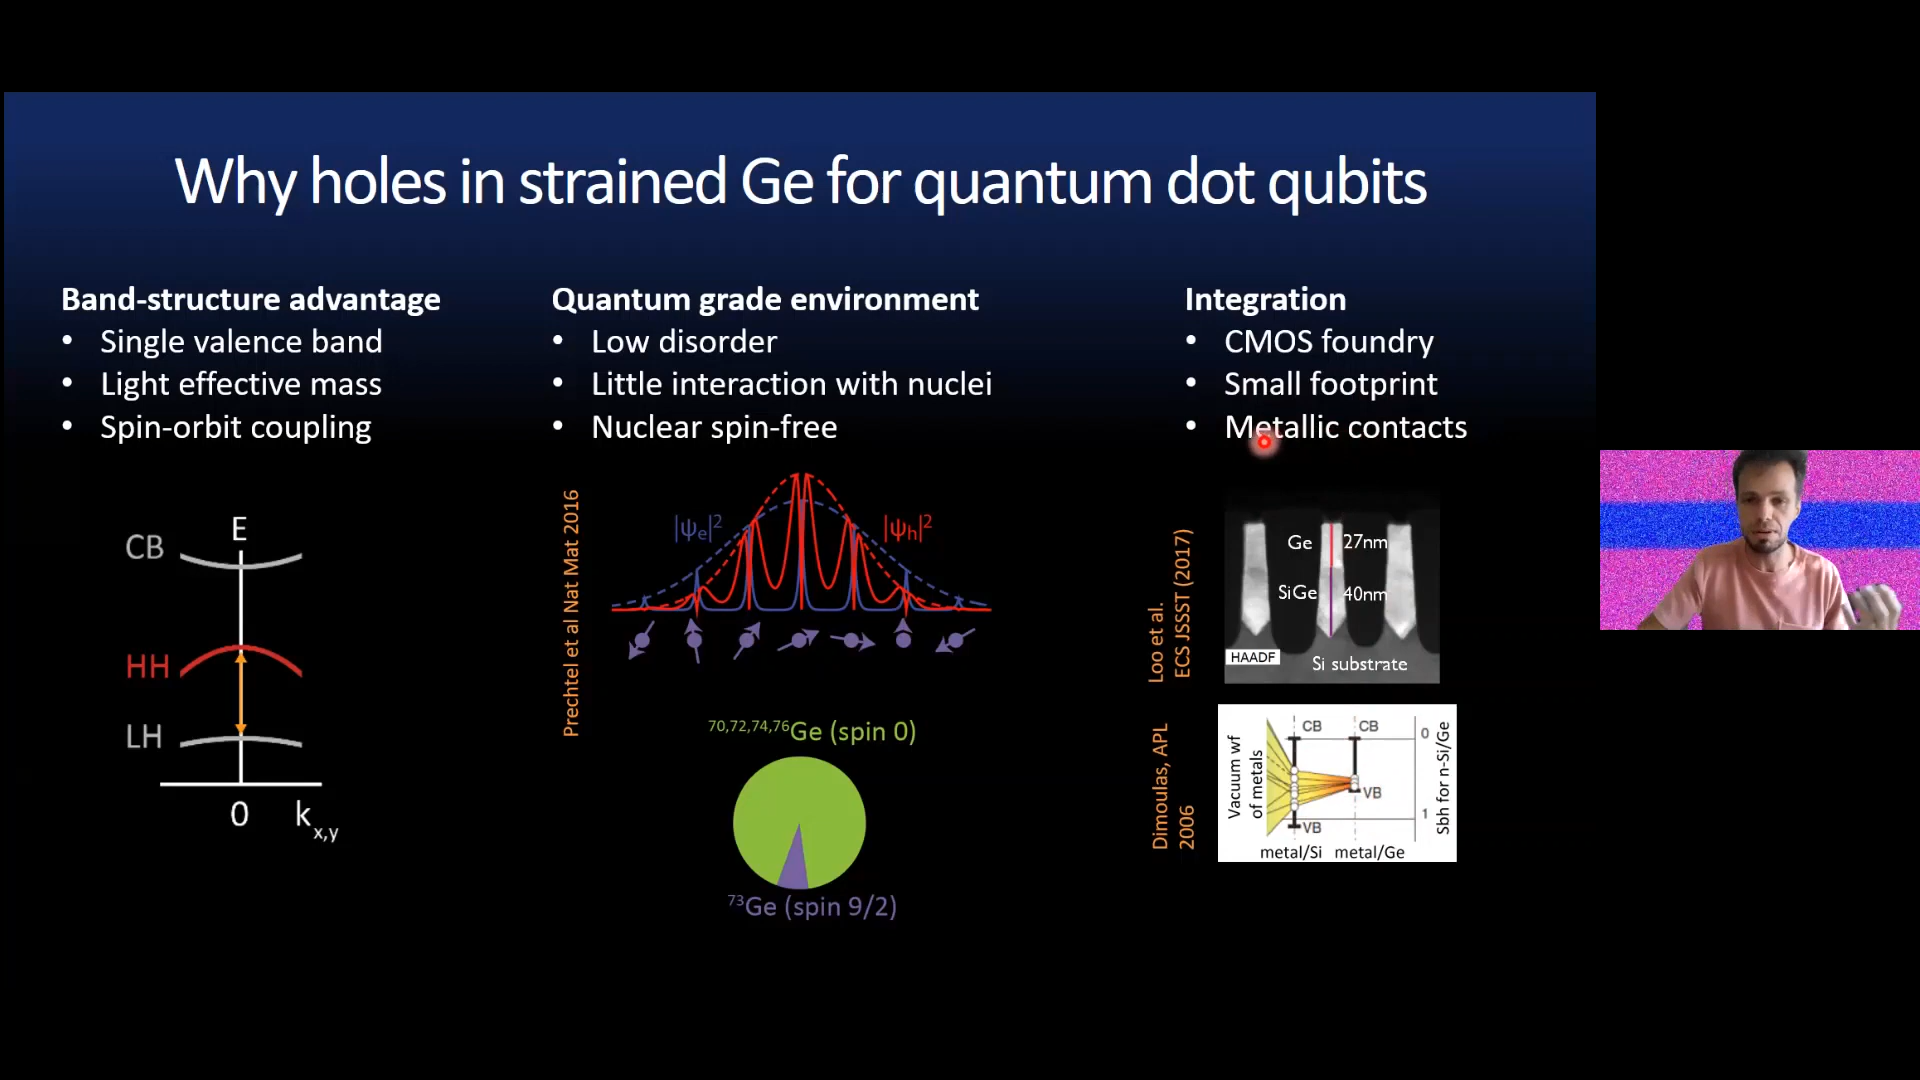 Why holes in strained Ge for quantum dot qubits
Band-structure advantage
• Single valence band
• Light effective mass
• Spin-orbit coupling
CB
E
HH
LH
0
k x,y
Quantum grade environment
• Low disorder
• Little interaction with nuclei
• Nuclear spin-free
Prechtel et al Nat Mat 2016
|ψe|²
|ψh|²
70,72,74,76Ge (spin 0)
73Ge (spin 9/2)
Integration
• CMOS foundry
• Small footprint
• Metallic contacts
Loo et al.
ECS JSSST (2017)
Ge 27nm
SiGe 40nm
HAADF
Si substrate
Dimoulas, APL
2006
Vacuum wf
of metals
CB CB
0
VB
1
VB
metal/Si metal/Ge
Sbh for n-Si/Ge